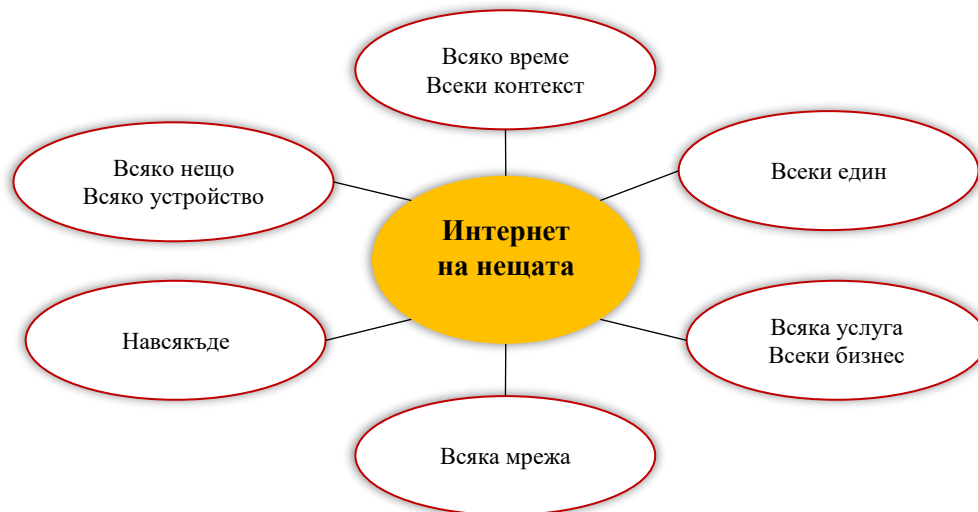 Всяко време
Всеки контекст
Всяко нещо
Всяко устройство
Всеки един
Интернет
на нещата
Навсякъде
Всяка услуга
Всеки бизнес
Всяка мрежа